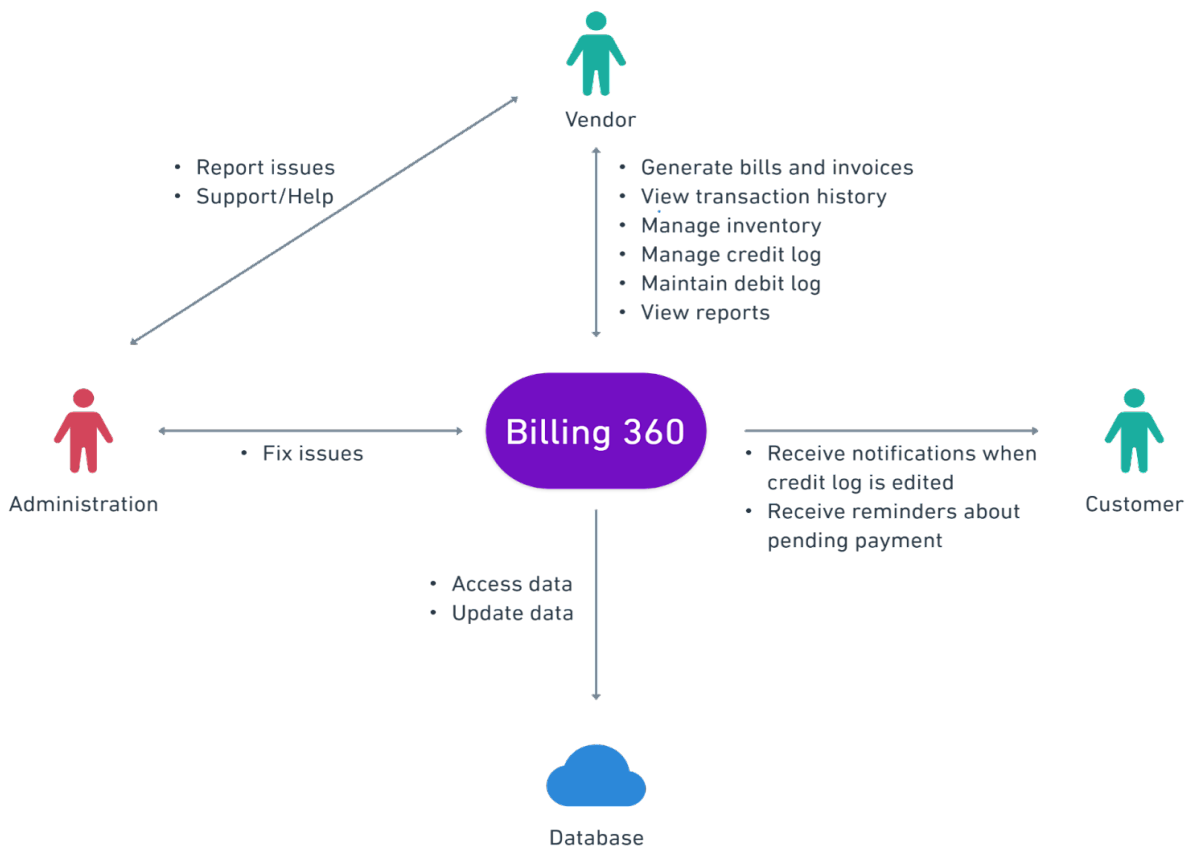 Vendor
• Report issues
• Support/Help
• Generate bills and invoices
• View transaction history
• Manage inventory
• Manage credit log
• Maintain debit log
• View reports
Billing 360
Administration
• Fix issues
• Receive notifications when
credit log is edited
• Receive reminders about
pending payment
Customer
• Access data
• Update data
Database